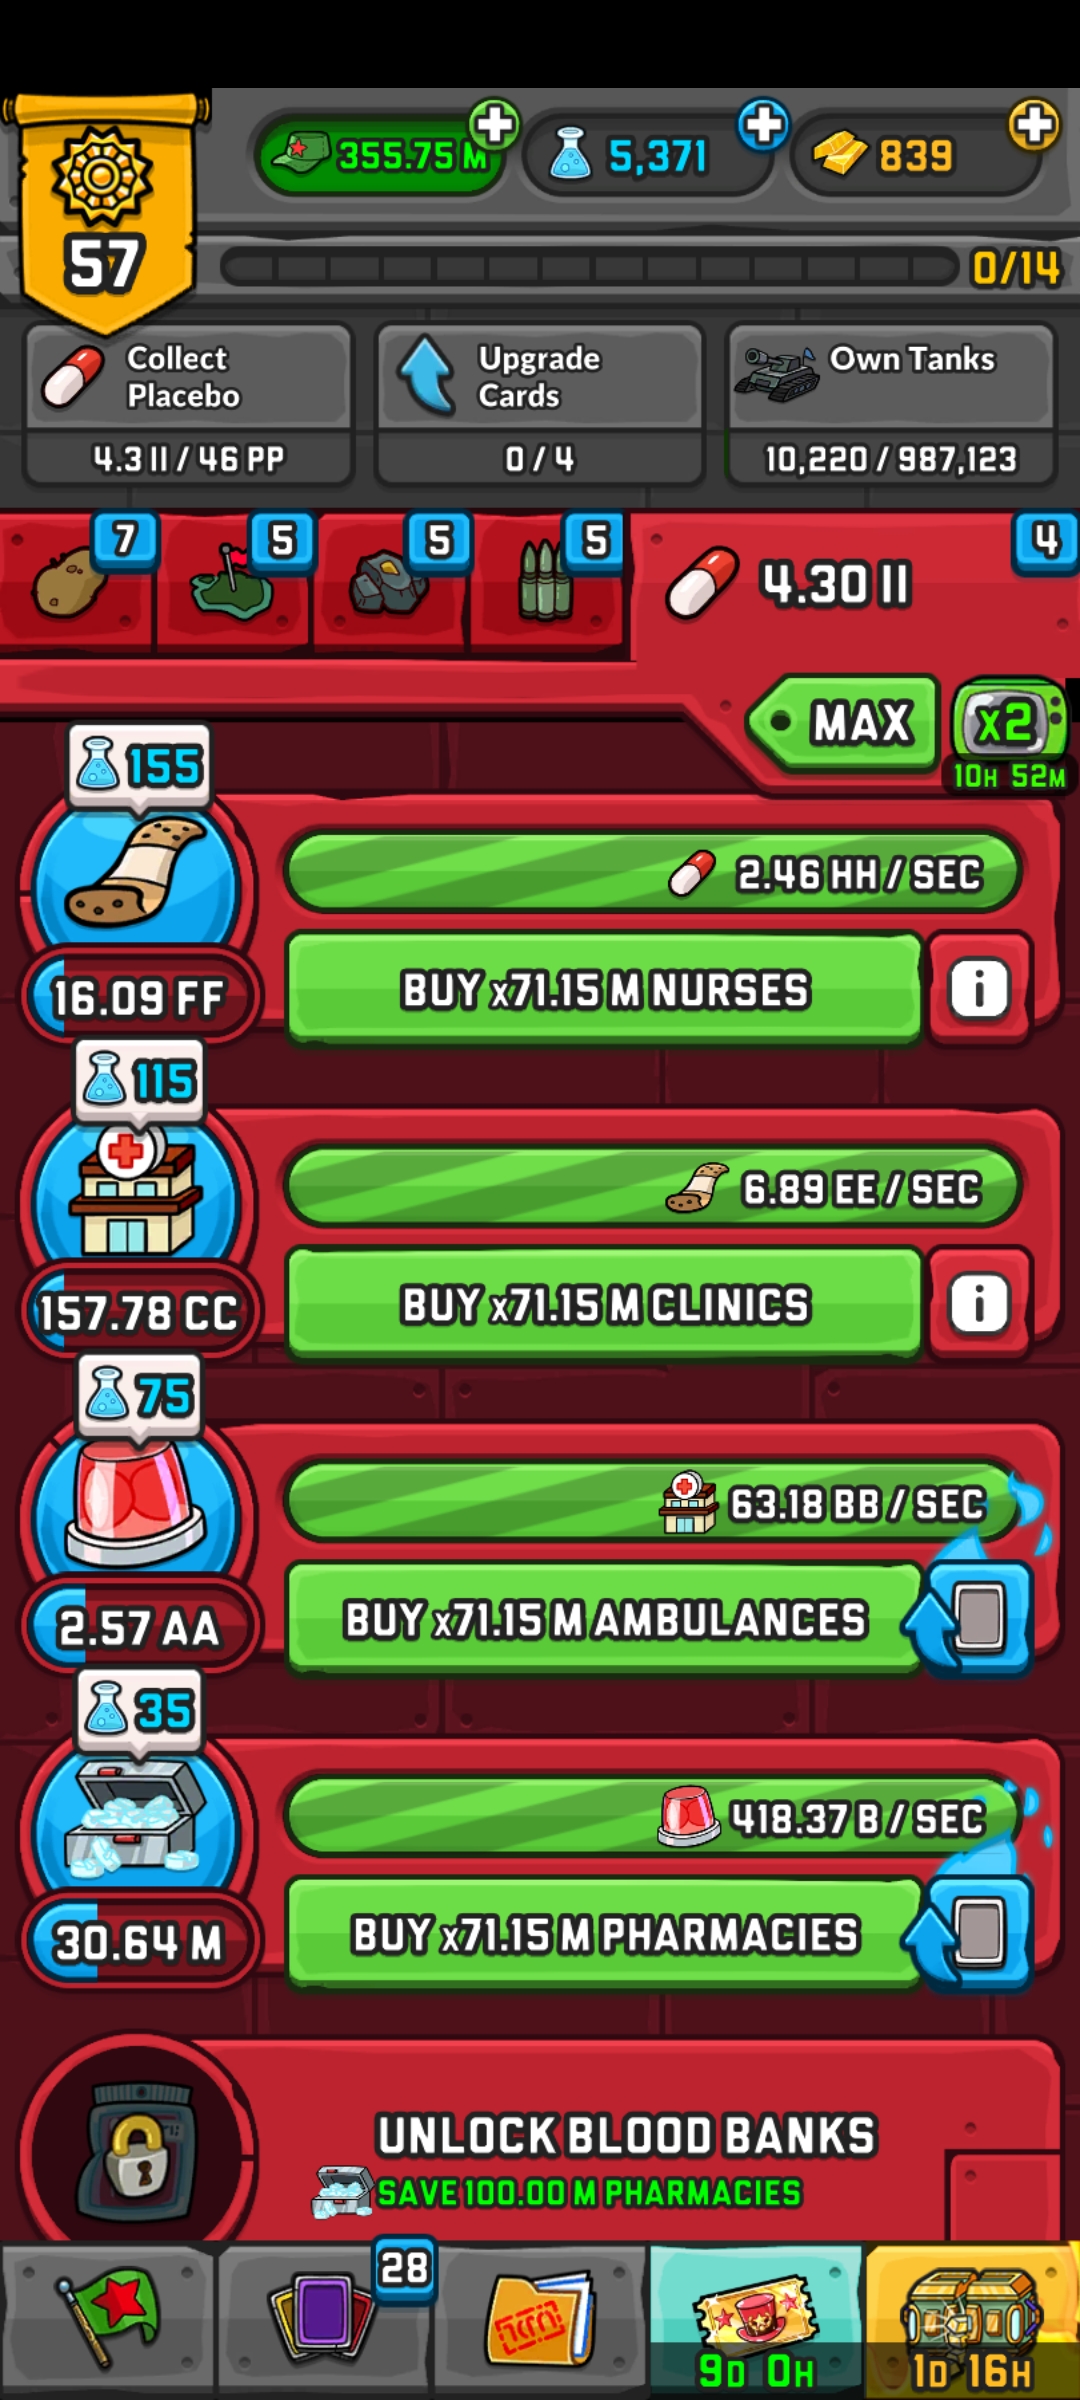 355.75 M
5,371
839
57
0/14
Collect
Placebo
4.3 II / 46 PP
Upgrade
Cards
0 / 4
Own Tanks
10,220 / 987,123
7
5
5
5
4.30 II
4
MAX
x2
10H 52M
155
2.46 HH / SEC
16.09 FF
BUY x71.15 M NURSES
i
115
6.89 EE / SEC
157.78 CC
BUY x71.15 M CLINICS
i
75
63.18 BB / SEC
2.57 AA
BUY x71.15 M AMBULANCES
35
418.37 B / SEC
30.64 M
BUY x71.15 M PHARMACIES
UNLOCK BLOOD BANKS
SAVE 100.00 M PHARMACIES
28
9D 0H
1D 16H